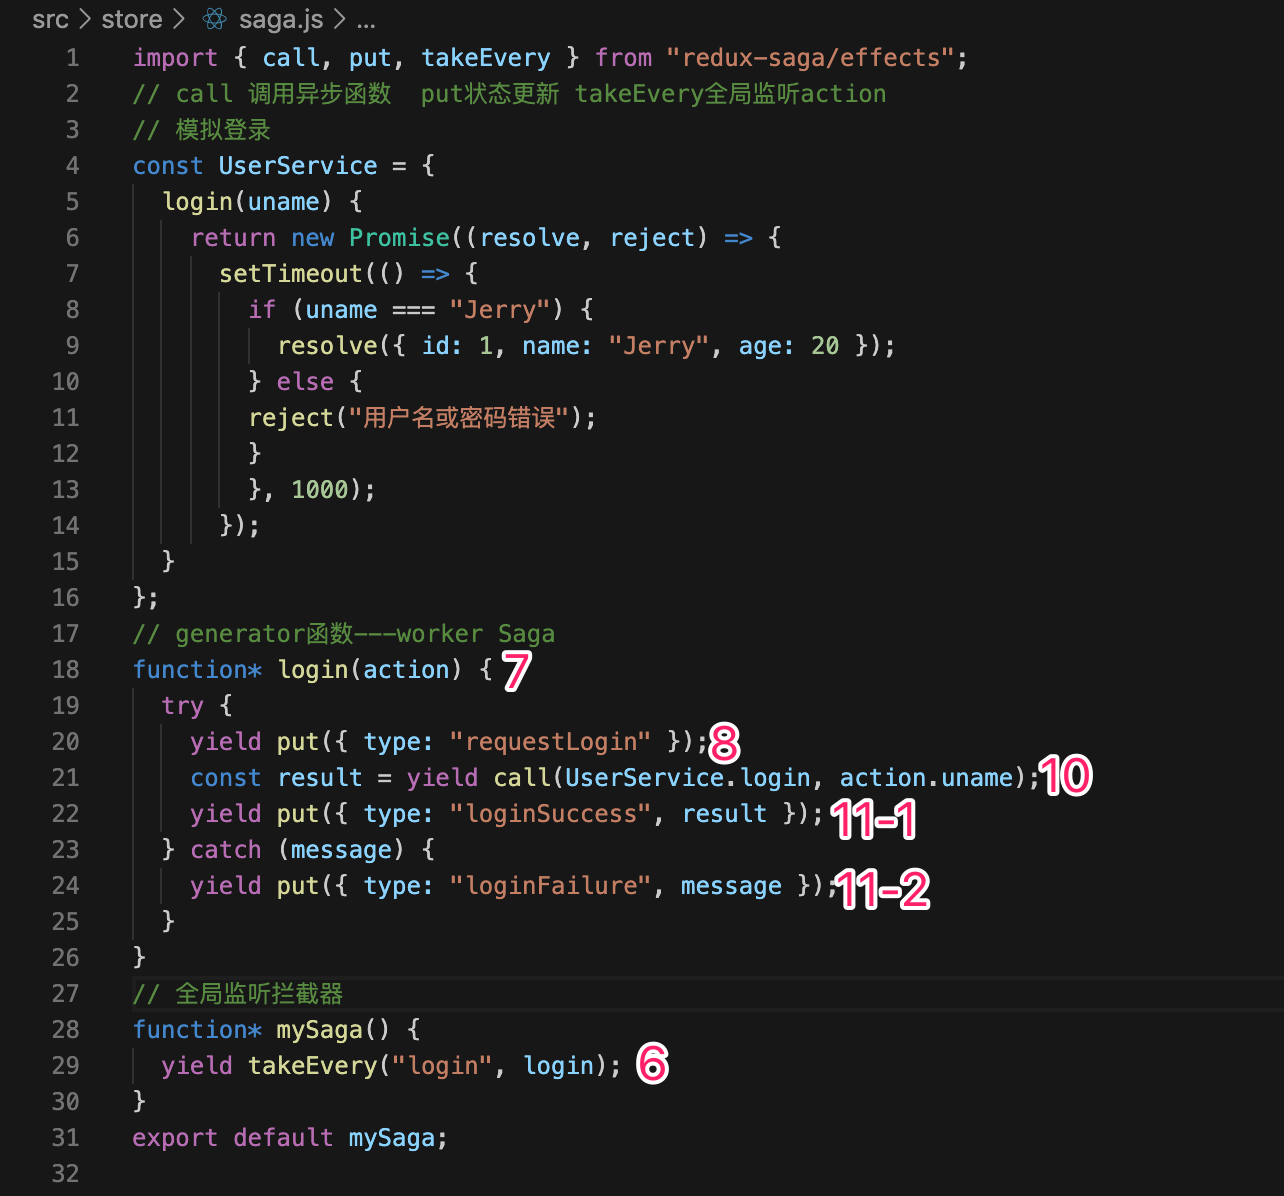 src > store > saga.js > ...
1 import { call, put, takeEvery } from "redux-saga/effects";
2 // call 调用异步函数  put状态更新 takeEvery全局监听action
3 // 模拟登录
4 const UserService = {
5   login(uname) {
6     return new Promise((resolve, reject) => {
7       setTimeout(() => {
8         if (uname === "Jerry") {
9           resolve({ id: 1, name: "Jerry", age: 20 });
10         } else {
11         reject("用户名或密码错误");
12         }
13         }, 1000);
14       });
15   }
16 };
17 // generator函数---worker Saga
18 function* login(action) { 7
19   try {
20     yield put({ type: "requestLogin" }); 8
21     const result = yield call(UserService.login, action.uname); 10
22     yield put({ type: "loginSuccess", result }); 11-1
23   } catch (message) {
24     yield put({ type: "loginFailure", message }); 11-2
25   }
26 }
27 // 全局监听拦截器
28 function* mySaga() {
29   yield takeEvery("login", login); 6
30 }
31 export default mySaga;
32